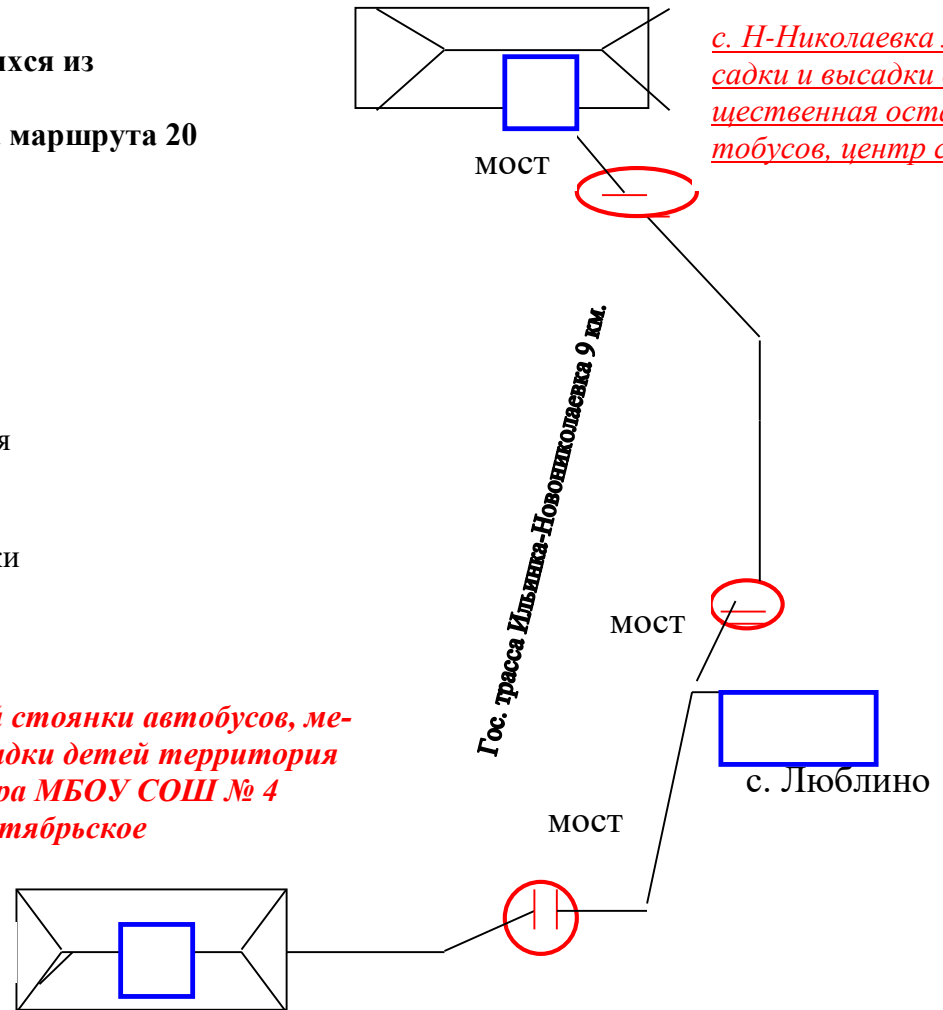 хся из
маршрута 20
с. Н-Николаевка
садки и высадки
щественная оста
тобусов, центр с
мост
Гос. трасса Ильинка-Новониколаевка 9 км.
я
ки
мост
й стоянки автобусов, ме-
адки детей территория
ра МБОУ СОШ № 4
тябрьское
с. Люблино
мост